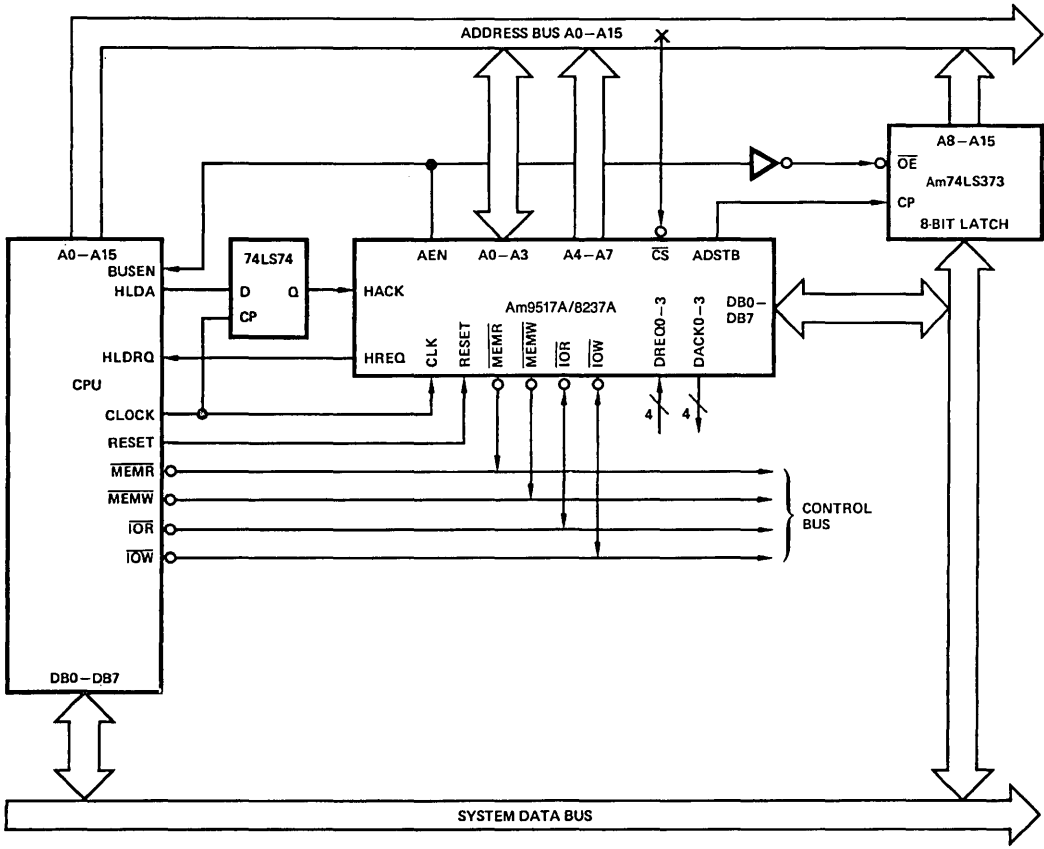 ADDRESS BUS A0–A15
A8–A15
OE
Am74LS373
CP
8-BIT LATCH
A0–A15
BUSEN
HLDA
HLDRQ
CPU
CLOCK
RESET
MEMR
MEMW
IOR
IOW
DB0–DB7
74LS74
D Q
CP
AEN A0–A3 A4–A7 CS ADSTB
HACK
Am9517A/8237A
DB0–
DB7
HREQ
CLK
RESET
MEMR
MEMW
IOR
IOW
DREQ0–3
DACK0–3
4 4
CONTROL
BUS
SYSTEM DATA BUS